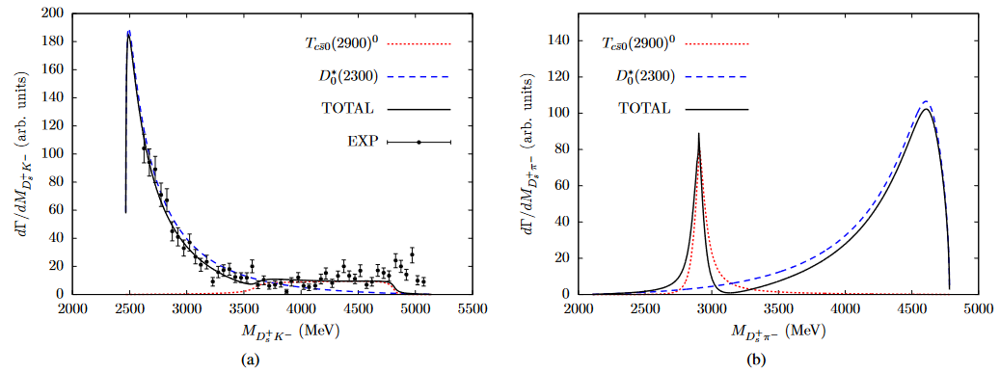 dΓ/dM_{D_s^+K^-} (arb. units)
200
180
160
140
120
100
80
60
40
20
0
T_{cs̄0}(2900)^0
D_0^*(2300)
TOTAL
EXP
2000 2500 3000 3500 4000 4500 5000 5500
M_{D_s^+K^-} (MeV)
(a)
dΓ/dM_{D_s^+π^-} (arb. units)
140
120
100
80
60
40
20
0
T_{cs̄0}(2900)^0
D_0^*(2300)
TOTAL
2000 2500 3000 3500 4000 4500 5000
M_{D_s^+π^-} (MeV)
(b)